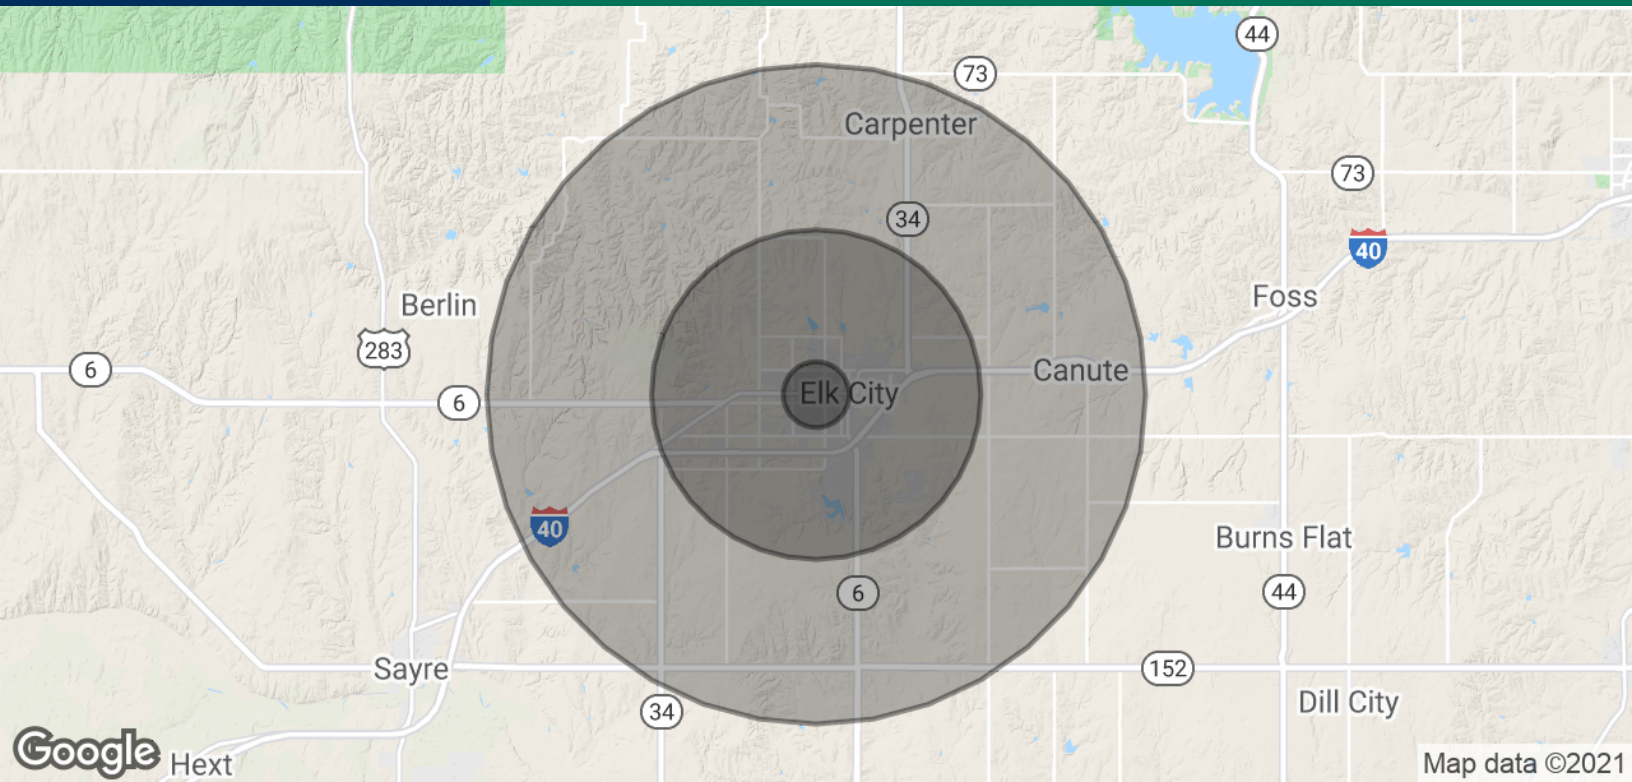 44
73
Carpenter
73
34
40
Foss
Berlin
283
6
Canute
Elk City
6
40
Burns Flat
6
44
Sayre
152
34
Dill City
Google
Hext
Map data ©2021